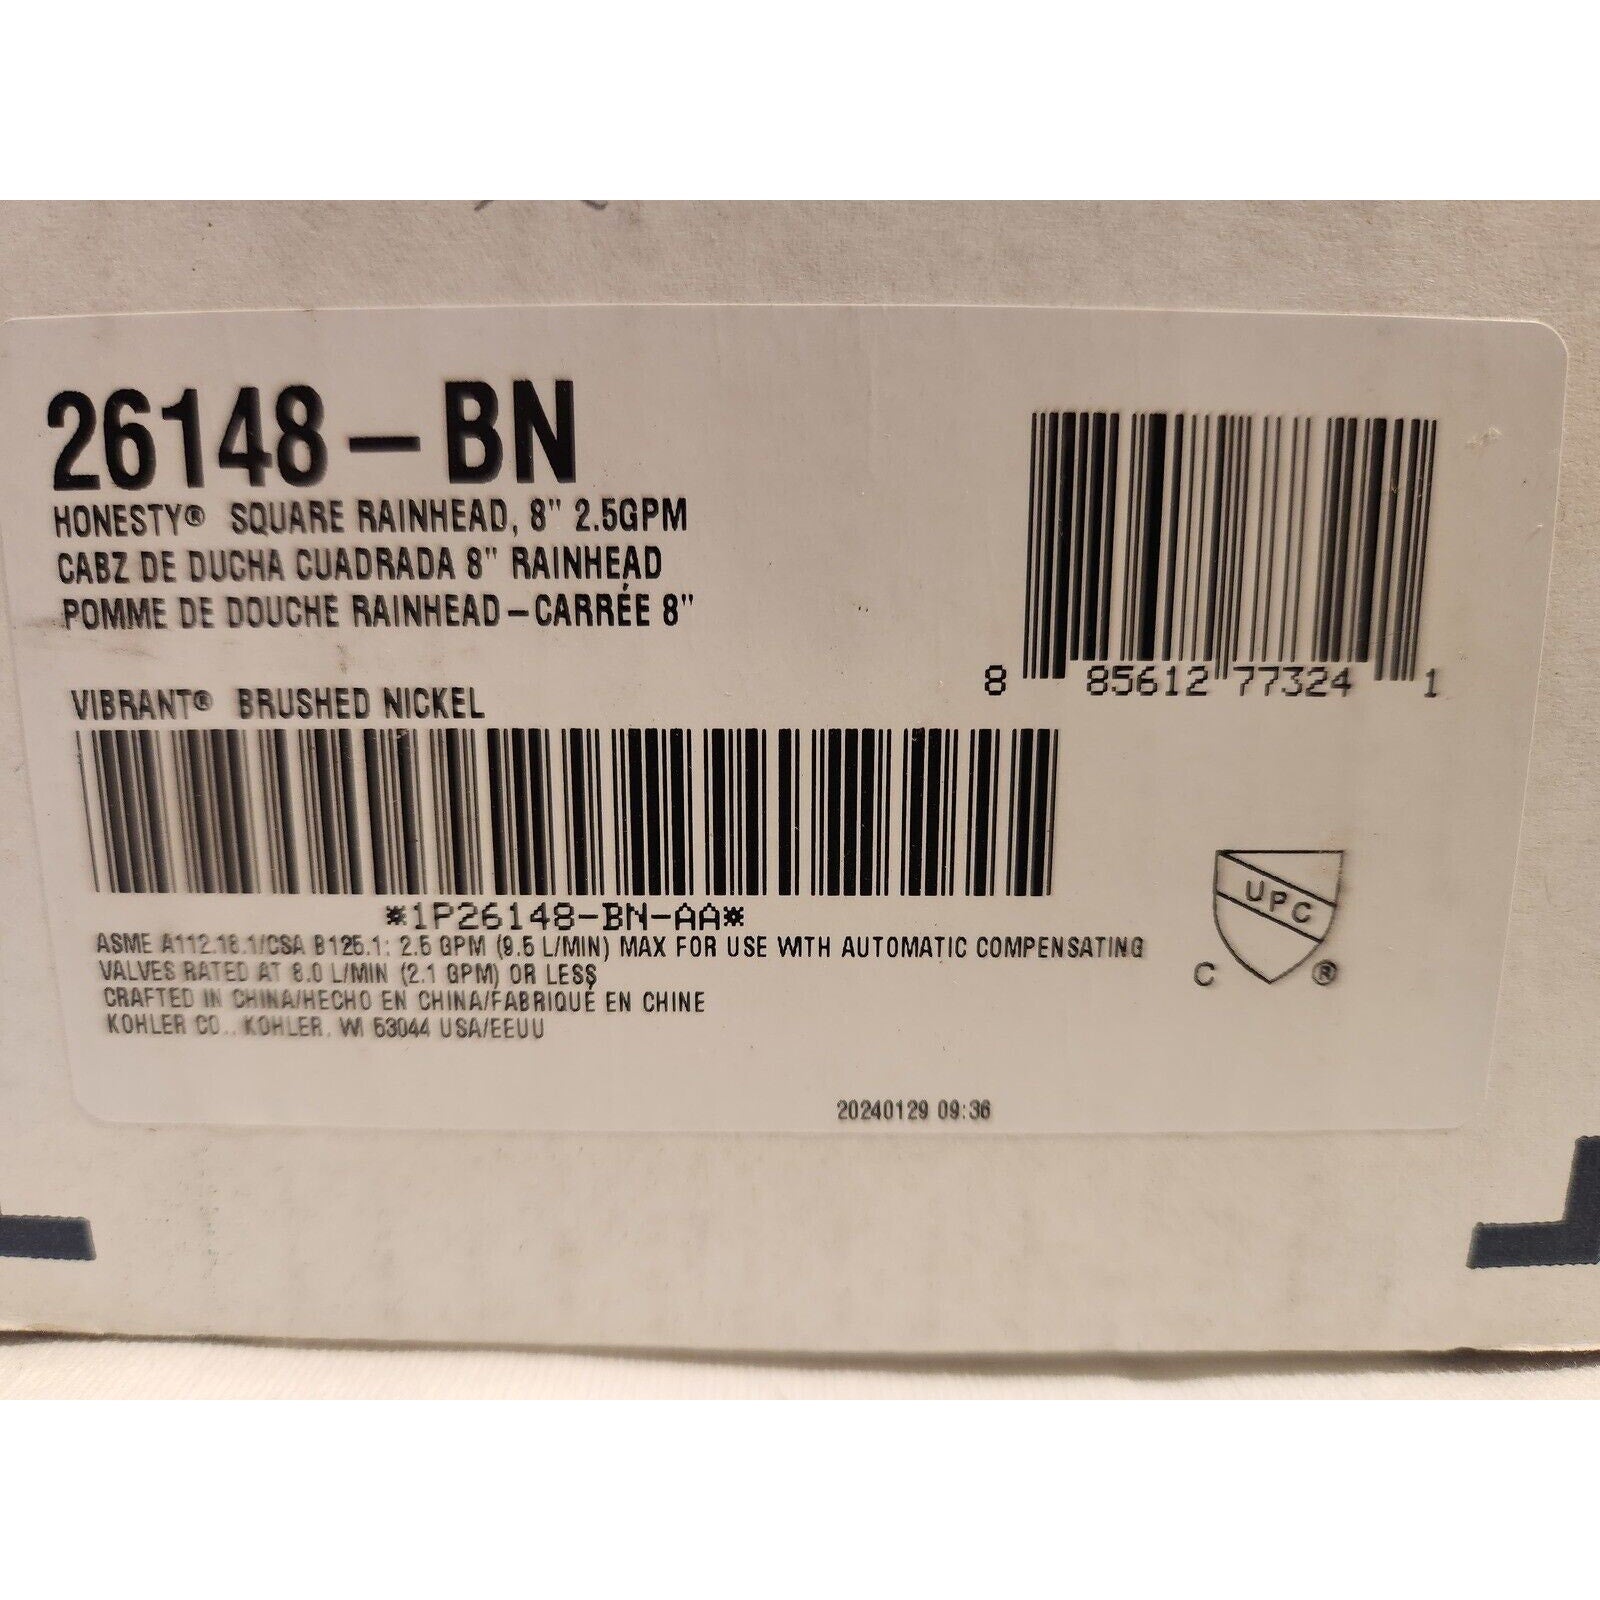 26148-BN
HONESTY® SQUARE RAINHEAD, 8" 2.5GPM
CABZ DE DUCHA CUADRADA 8" RAINHEAD
POMME DE DOUCHE RAINHEAD-CARRÉE 8"
8 85612 77324 1
VIBRANT® BRUSHED NICKEL
*1P26148-BN-AA*
ASME A112.18.1/CSA B125.1: 2.5 GPM (9.5 L/MIN) MAX FOR USE WITH AUTOMATIC COMPENSATING
VALVES RATED AT 8.0 L/MIN (2.1 GPM) OR LESS
CRAFTED IN CHINA/HECHO EN CHINA/FABRIQUÉ EN CHINE
KOHLER CO., KOHLER, WI 53044 USA/EEUU
UPC
C ®
20240129 09:36